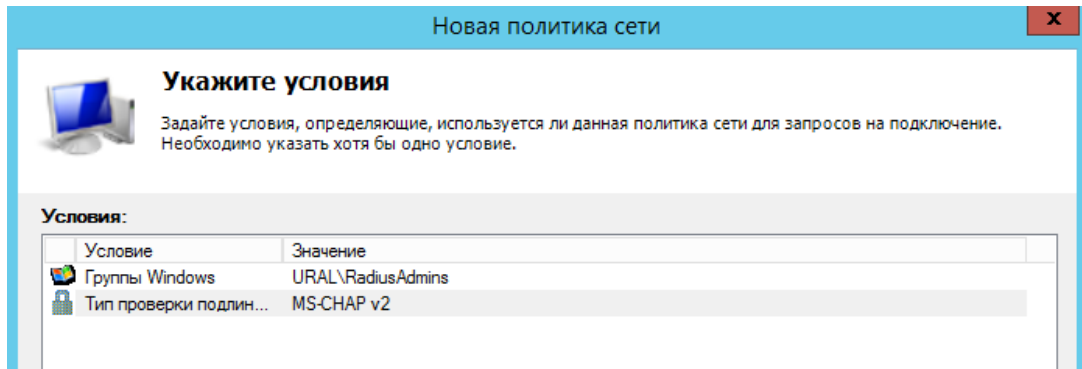 Новая политика сети
x
Укажите условия
Задайте условия, определяющие, используется ли данная политика сети для запросов на подключение.
Необходимо указать хотя бы одно условие.
Условия:
Условие Значение
Группы Windows URAL\RadiusAdmins
Тип проверки подлин... MS-CHAP v2